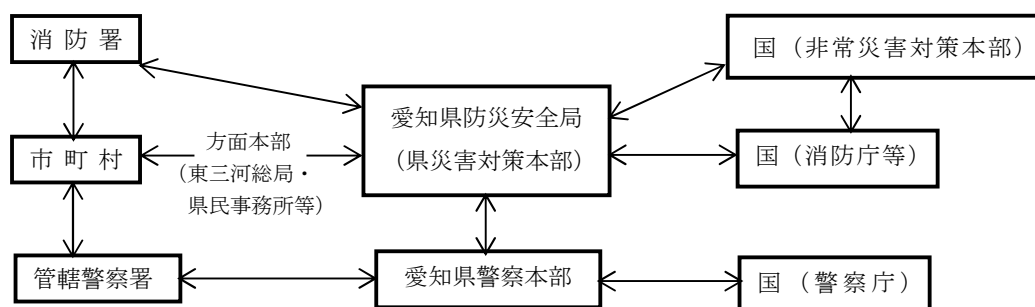 消防署
国（非常災害対策本部）
愛知県防災安全局
（県災害対策本部）
市町村
方面本部
（東三河総局・
県民事務所等）
国（消防庁等）
管轄警察署
愛知県警察本部
国（警察庁）